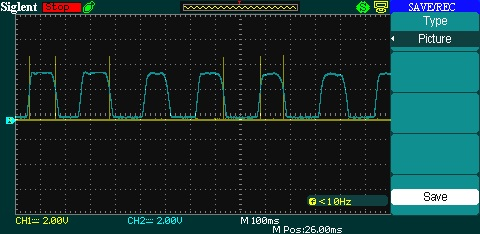 Siglent Stop SAVE/REC
Type
Picture
Save
<10Hz
CH1 2.00V CH2 2.00V M 100ms
M Pos:26.00ms